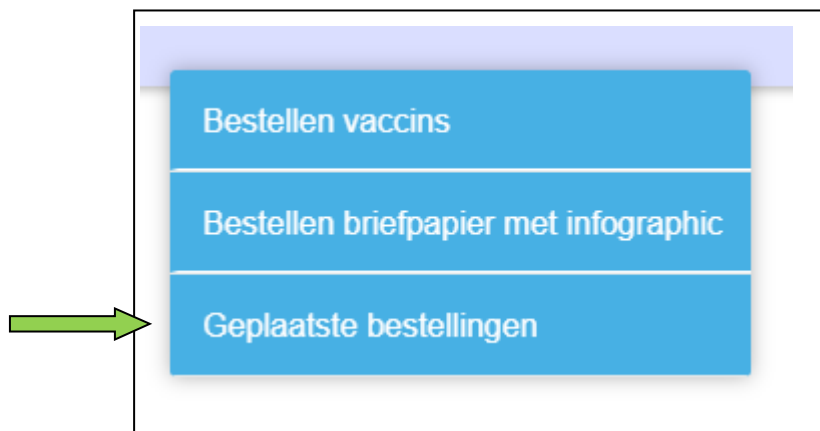 Bestellen vaccins
Bestellen briefpapier met infographic
Geplaatste bestellingen